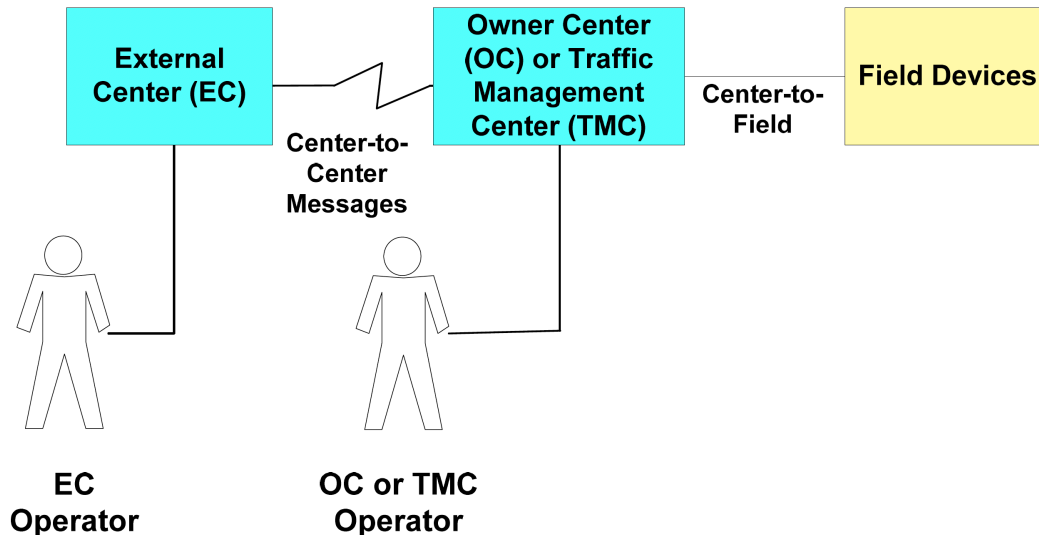 External
Center (EC)
Owner Center
(OC) or Traffic
Management
Center (TMC)
Field Devices
Center-to-
Center
Messages
Center-to-
Field
EC
Operator
OC or TMC
Operator